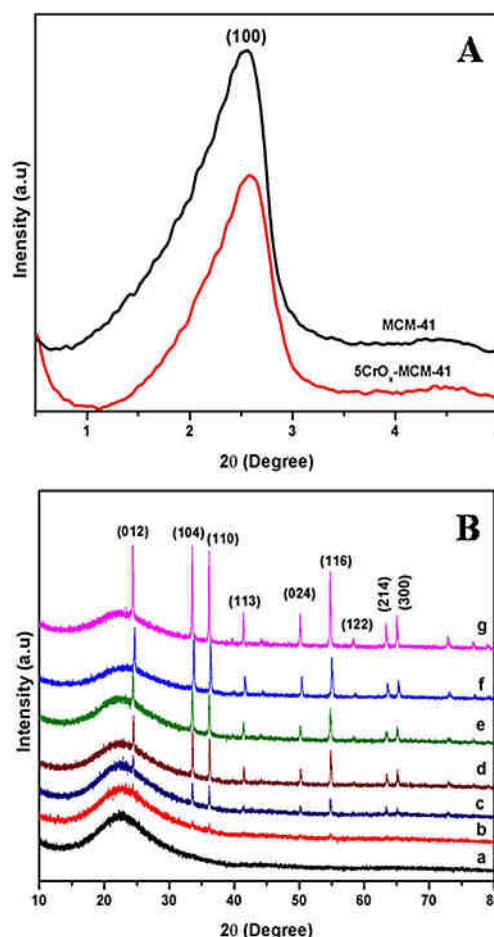 A
(100)
Inensity (a.u)
MCM-41
5CrOₓ-MCM-41
1 2 3 4 5
2θ (Degree)
B
(012) (104) (110) (113) (024) (116) (122) (214) (300)
Intensity (a.u)
g
f
e
d
c
b
a
10 20 30 40 50 60 70 80
2θ (Degree)